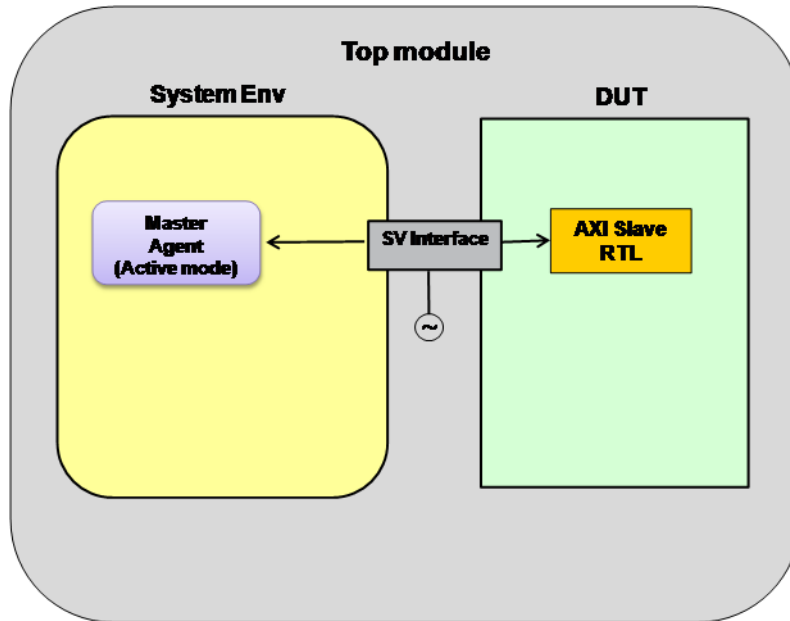 Top module
System Env
DUT
Master
Agent
(Active mode)
SV Interface
AXI Slave
RTL
~